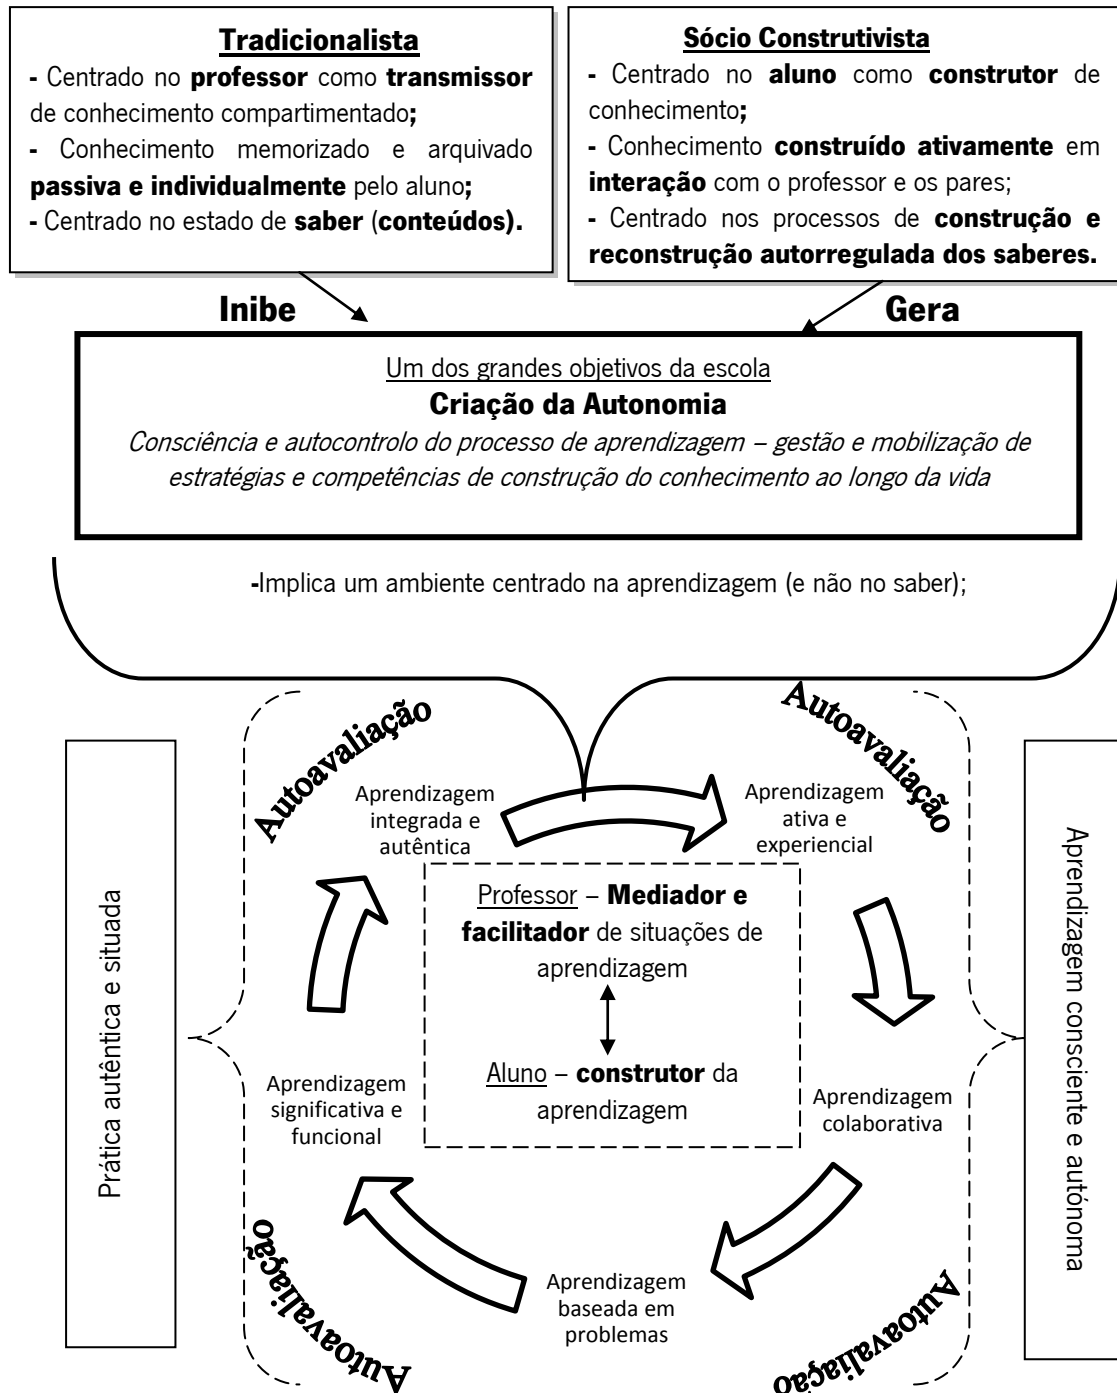 Tradicionalista
- Centrado no professor como transmissor
de conhecimento compartimentado;
- Conhecimento memorizado e arquivado
passiva e individualmente pelo aluno;
- Centrado no estado de saber (conteúdos).
Sócio Construtivista
- Centrado no aluno como construtor de
conhecimento;
- Conhecimento construído ativamente em
interação com o professor e os pares;
- Centrado nos processos de construção e
reconstrução autorregulada dos saberes.
Inibe
Gera
Um dos grandes objetivos da escola
Criação da Autonomia
Consciência e autocontrolo do processo de aprendizagem – gestão e mobilização de
estratégias e competências de construção do conhecimento ao longo da vida
-Implica um ambiente centrado na aprendizagem (e não no saber);
Autoavaliação
Autoavaliação
Prática autêntica e situada
Aprendizagem
integrada e
autêntica
Aprendizagem
ativa e
experiencial
Aprendizagem consciente e autónoma
Professor – Mediador e
facilitador de situações de
aprendizagem
Aluno – construtor da
aprendizagem
Aprendizagem
significativa e
funcional
Aprendizagem
colaborativa
Aprendizagem
baseada em
problemas
Autoavaliação
Autoavaliação